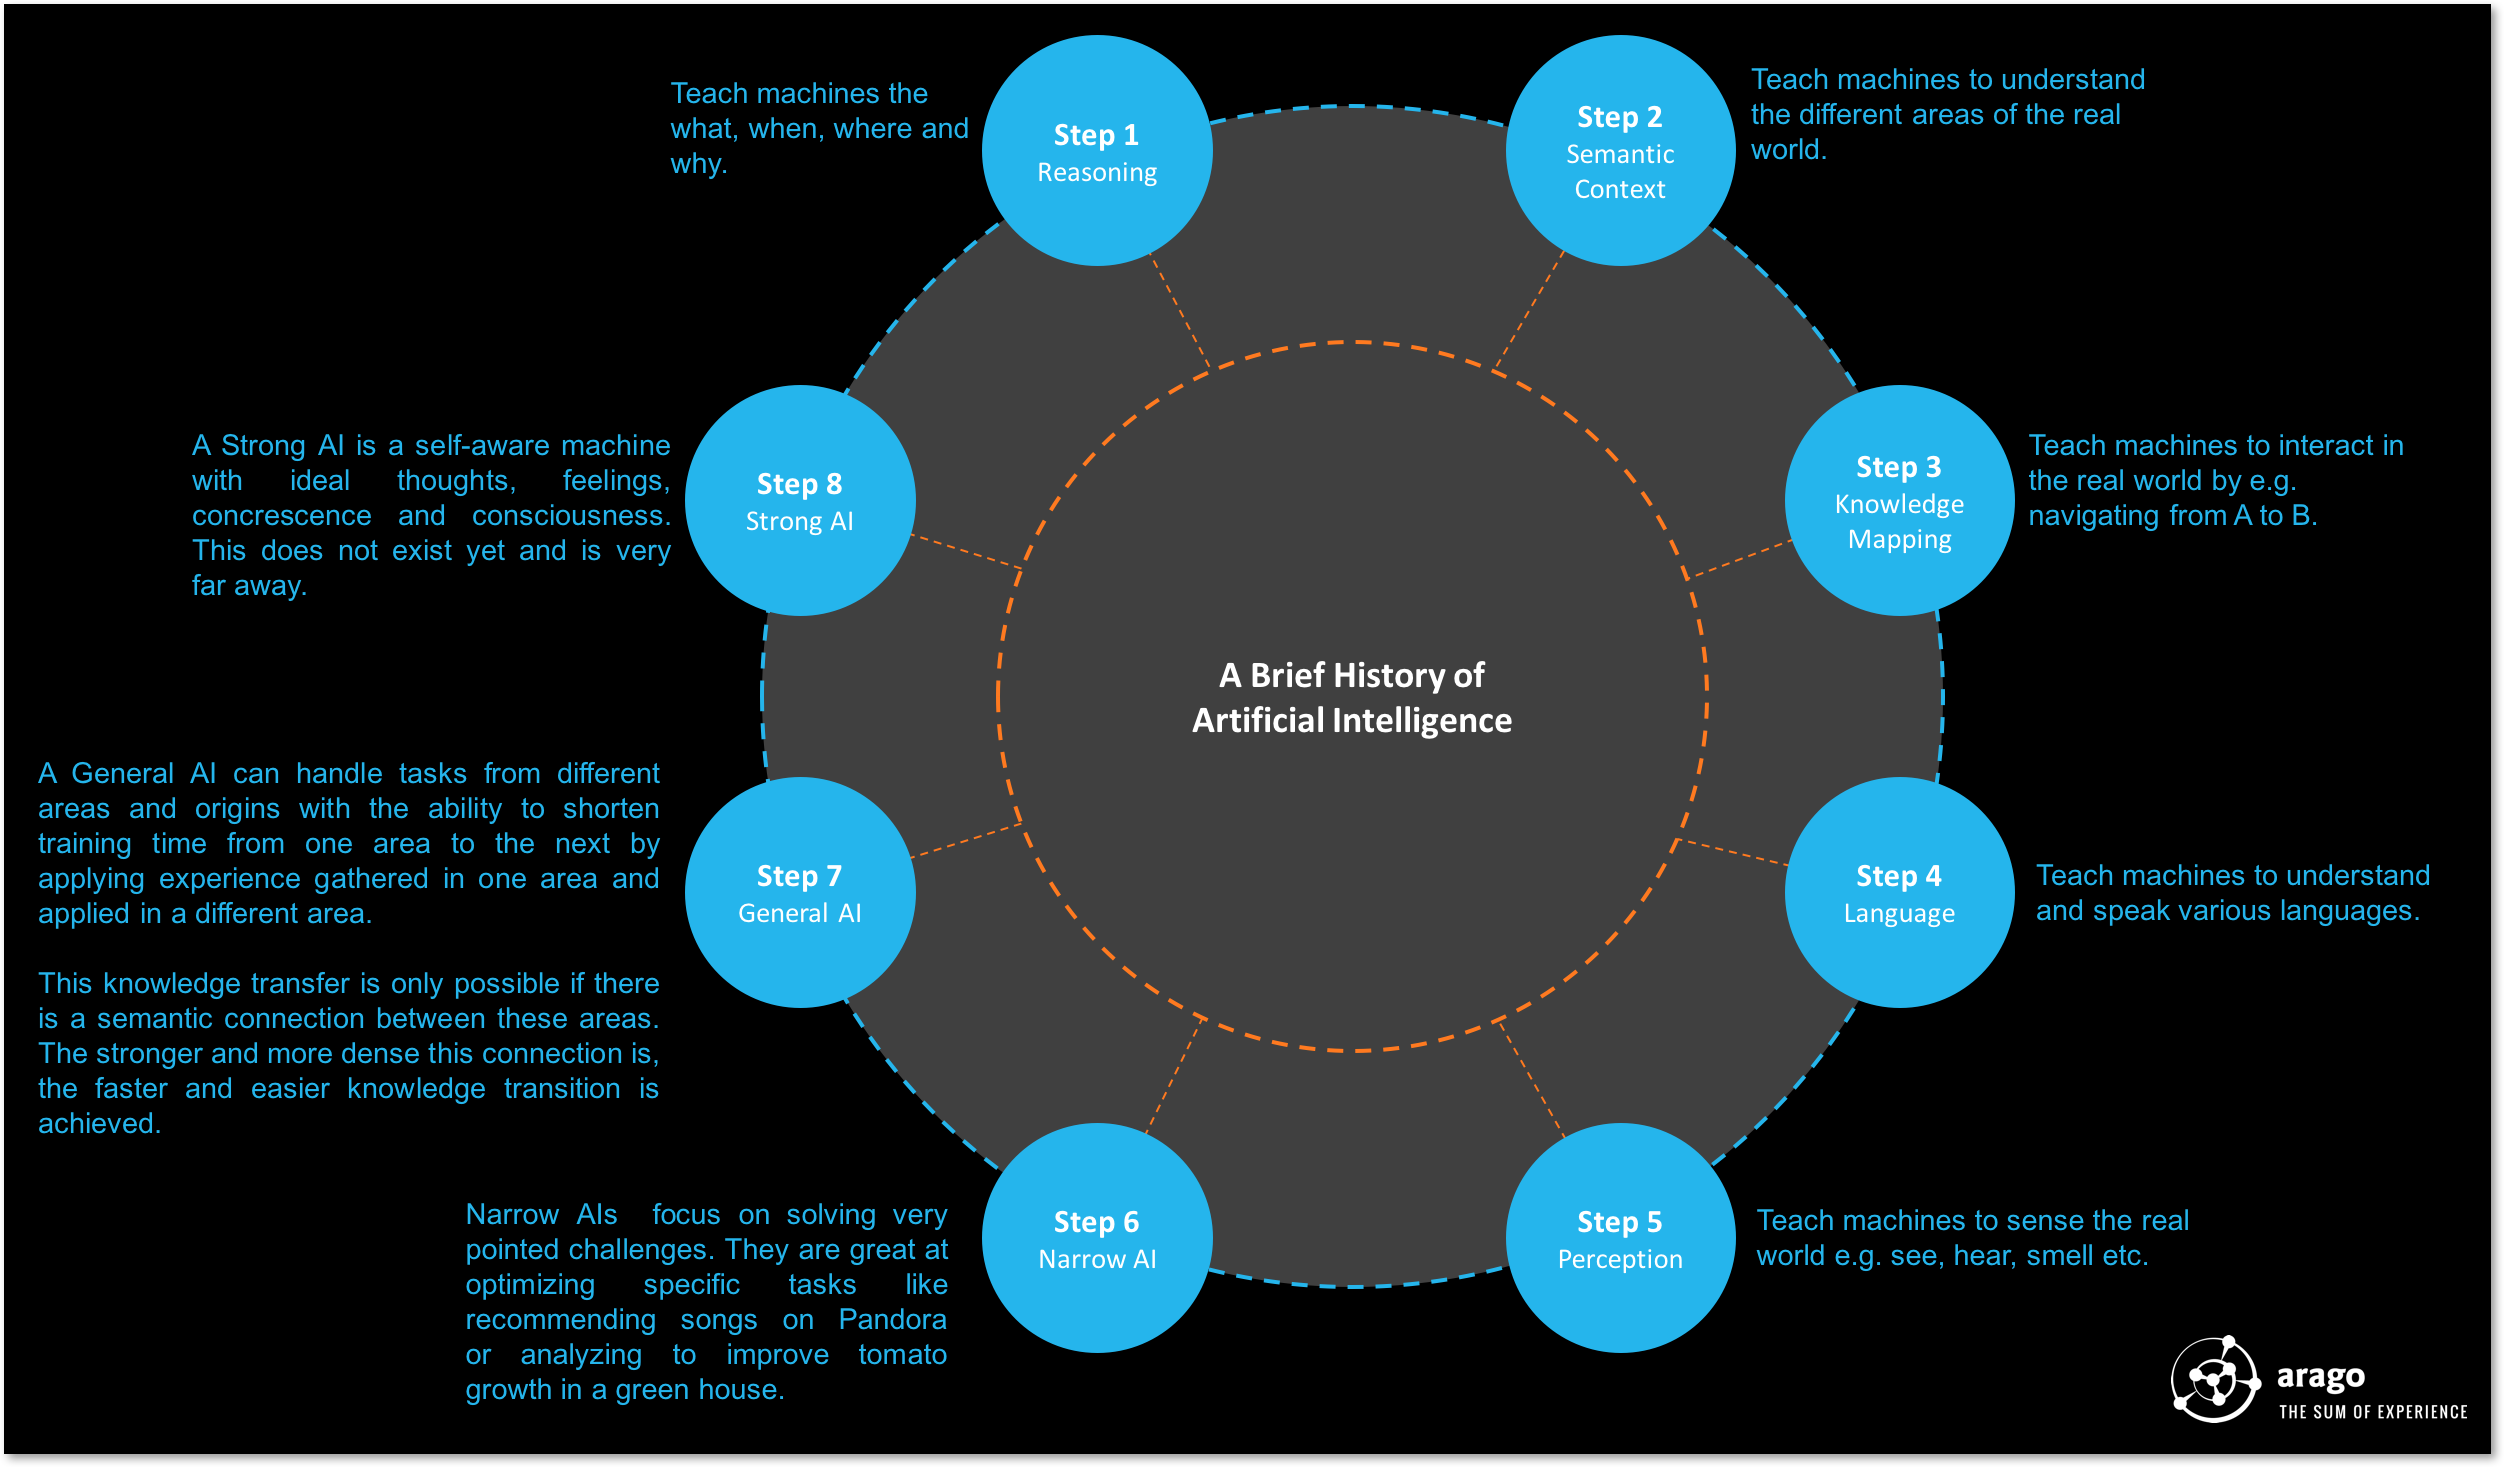 Teach machines the
what, when, where and
why.
Step 1
Reasoning
Step 2
Semantic
Context
Teach machines to understand
the different areas of the real
world.
Step 3
Knowledge
Mapping
Teach machines to interact in
the real world by e.g.
navigating from A to B.
Step 4
Language
Teach machines to understand
and speak various languages.
Step 5
Perception
Teach machines to sense the real
world e.g. see, hear, smell etc.
Step 6
Narrow AI
Narrow AIs focus on solving very
pointed challenges. They are great at
optimizing specific tasks like
recommending songs on Pandora
or analyzing to improve tomato
growth in a green house.
Step 7
General AI
A General AI can handle tasks from different
areas and origins with the ability to shorten
training time from one area to the next by
applying experience gathered in one area and
applied in a different area.
This knowledge transfer is only possible if there
is a semantic connection between these areas.
The stronger and more dense this connection is,
the faster and easier knowledge transition is
achieved.
Step 8
Strong AI
A Strong AI is a self-aware machine
with ideal thoughts, feelings,
concrescence and consciousness.
This does not exist yet and is very
far away.
A Brief History of
Artificial Intelligence
arago
THE SUM OF EXPERIENCE